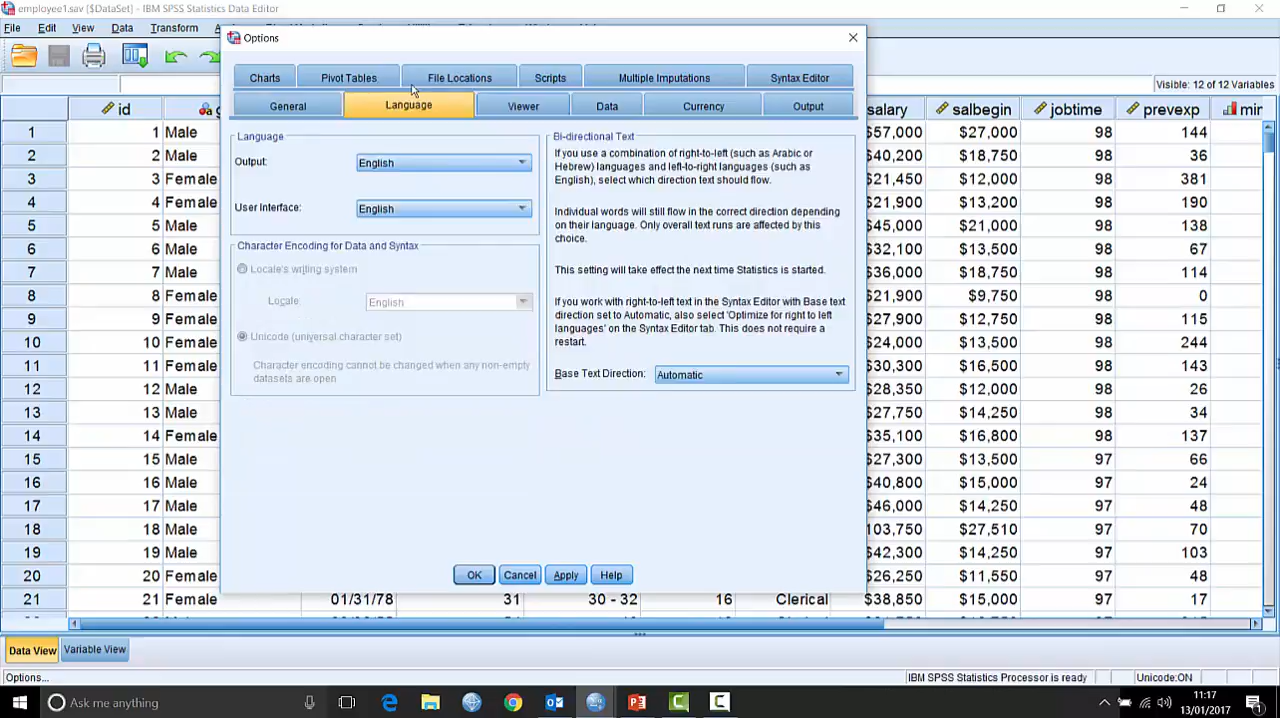 employee1.sav [$DataSet] - IBM SPSS Statistics Data Editor
File Edit View Data Transform
Options
Visible: 12 of 12 Variables
Charts Pivot Tables File Locations Scripts Multiple Imputations Syntax Editor
General Language Viewer Data Currency Output
Language
Output: English
User Interface: English
Character Encoding for Data and Syntax
Locale's writing system
Locale: English
Unicode (universal character set)
Character encoding cannot be changed when any non-empty
datasets are open
Bi-directional Text
If you use a combination of right-to-left (such as Arabic or
Hebrew) languages and left-to-right languages (such as
English), select which direction text should flow.
Individual words will still flow in the correct direction depending
on their language. Only overall text runs are affected by this
choice.
This setting will take effect the next time Statistics is started.
If you work with right-to-left text in the Syntax Editor with Base text
direction set to Automatic, also select 'Optimize for right to left
languages' on the Syntax Editor tab. This does not require a
restart.
Base Text Direction: Automatic
OK Cancel Apply Help
id salary salbegin jobtime prevexp
1 1 Male $57,000 $27,000 98 144
2 2 Male $40,200 $18,750 98 36
3 3 Female $21,450 $12,000 98 381
4 4 Female $21,900 $13,200 98 190
5 5 Male $45,000 $21,000 98 138
6 6 Male $32,100 $13,500 98 67
7 7 Male $36,000 $18,750 98 114
8 8 Female $21,900 $9,750 98 0
9 9 Female $27,900 $12,750 98 115
10 10 Female $24,000 $13,500 98 244
11 11 Female $30,300 $16,500 98 143
12 12 Male $28,350 $12,000 98 26
13 13 Male $27,750 $14,250 98 34
14 14 Female $35,100 $16,800 98 137
15 15 Male $27,300 $13,500 97 66
16 16 Male $40,800 $15,000 97 24
17 17 Male $46,000 $14,250 97 48
18 18 Male 103,750 $27,510 97 70
19 19 Male $42,300 $14,250 97 103
20 20 Female $26,250 $11,550 97 48
21 21 Female 01/31/78 31 30 - 32 16 Clerical $38,850 $15,000 97 17
Data View Variable View
Options... IBM SPSS Statistics Processor is ready Unicode:ON
Ask me anything
11:17
13/01/2017